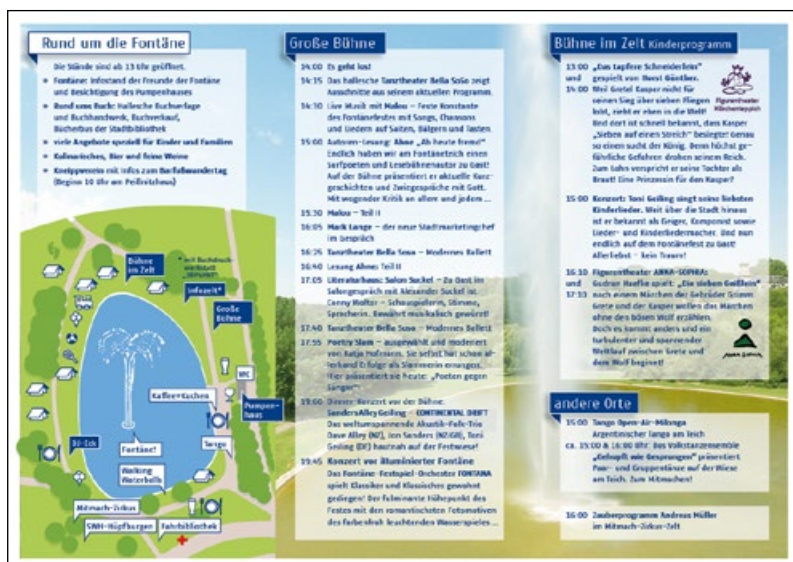 Rund um die Fontäne
Die Stände sind ab 13 Uhr geöffnet.
» Fontäne: Infostand der Freunde der Fontäne
und Besichtigung des Pumpenhauses
» Rund ums Buch: Hallesche Buchverlage
und Buchhandwerk, Buchverkauf,
Bücherbus der Stadtbibliothek
» viele Angebote speziell für Kinder und Familien
» Kulinarisches, Bier und feine Weine
» Kneippverein mit Infos zum Barfußwandertag
(Beginn 10 Uhr am Peißnitzhaus)
Bühne
im Zelt
Infozelt*
Große
Bühne
WC
Kaffee+Kuchen
Pumpen-
haus
DJ-Eck
Fontäne!
Tango
Walking
Waterballs
Mitmach-Zirkus
SWH-Hüpfburgen
Fahrbibliothek
Große Bühne
14:00 Es geht los!
14:15 Das hallesche Tanztheater Bella SoSo zeigt
Ausschnitte aus seinem aktuellen Programm.
14:30 Live Musik mit Malou – Feste Konstante
des Fontänefestes mit Songs, Chansons
und Liedern auf Saiten, Bälgern und Tasten.
15:00 Autoren-Lesung: Ahne „Ab heute fremd“
Endlich haben wir am Fontäneteich einen
Surfpoeten und Lesebühnenautor zu Gast!
Auf der Bühne präsentiert er aktuelle Kurz-
geschichten und Zwiegespräche mit Gott.
Mit wogender Kritik an allem und jedem ...
15:30 Malou – Teil II
16:05 Mark Lange – der neue Stadtmarketingchef
im Gespräch
16:25 Tanztheater Bella Soso – Modernes Ballett
16:40 Lesung Ahne: Teil II
17:05 Literaturhaus: Salon Suckel – Zu Gast im
Salongespräch mit Alexander Suckel ist
Conny Wolter – Schauspielerin, Stimme,
Sprecherin. Bewährt musikalisch gewürzt!
17:40 Tanztheater Bella Soso – Modernes Ballett
17:55 Poetry Slam – ausgewählt und moderiert
von Katja Hofmann. Sie selbst hat schon
allerhand Erfolge als Slammerin errungen.
Hier präsentiert sie heute: „Poeten gegen
Sänger“
19:00 Dinner Konzert vor der Bühne:
SandersAlleyGeiling – CONTINENTAL DRIFT
Das weltumspannende Akustik-Folk-Trio
Dave Alley (NZ), Jon Sanders (NZ/GB), Toni
Geiling (DE) hautnah auf der Festwiese!
19:45 Konzert vor illuminierter Fontäne
Das Fontäne-Festspiel-Orchester FONTANA
spielt Klassiker und Klassisches gewohnt
gediegen! Der fulminante Höhepunkt des
Festes mit den romantischsten Fotomotiven
des farbenfroh leuchtenden Wasserspieles ...
Bühne im Zelt Kinderprogramm
13:00 „Das tapfere Schneiderlein“
und gespielt von Horst Günther.
14:00 Weil Gretel Kasper nicht für
seinen Sieg über sieben Fliegen
lobt, zieht er eben in die Welt!
Und dort ist schnell bekannt, dass Kasper
„Sieben auf einen Streich“ besiegte! Genau
so einen sucht der König. Denn höchst ge-
fährliche Gefahren drohen seinem Reich.
Zum Lohn verspricht er seine Tochter als
Braut! Eine Prinzessin für den Kasper?
Figurentheater
Märchenteppich
15:00 Konzert: Toni Geiling singt seine liebsten
Kinderlieder. Weit über die Stadt hinaus
ist er bekannt als Geiger, Komponist sowie
Lieder- und Kinderliedermacher. Und nun
endlich auf dem Fontänefest zu Gast!
Allerliebst – kein Traum!
16:10 Figurentheater ANNA-SOPHIA:
und Gudrun Haefke spielt: „Die sieben Geißlein“
17:15 nach einem Märchen der Gebrüder Grimm
Grete und der Kasper wollen das Märchen
ohne den bösen Wolf erzählen.
Doch es kommt anders und ein
turbulenter und spannender
Wettlauf zwischen Grete und
dem Wolf beginnt!
andere Orte
15:00 Tango Open-Air-Milonga
Argentinischer Tango am Teich
ca. 15:00 & 16:00 Uhr: Das Volkstanzensemble
„Gehupft wie Gesprungen“ präsentiert
Paar- und Gruppentänze auf der Wiese
am Teich. Zum Mitmachen!
16:00 Zauberprogramm Andreas Müller
im Mitmach-Zirkus-Zelt